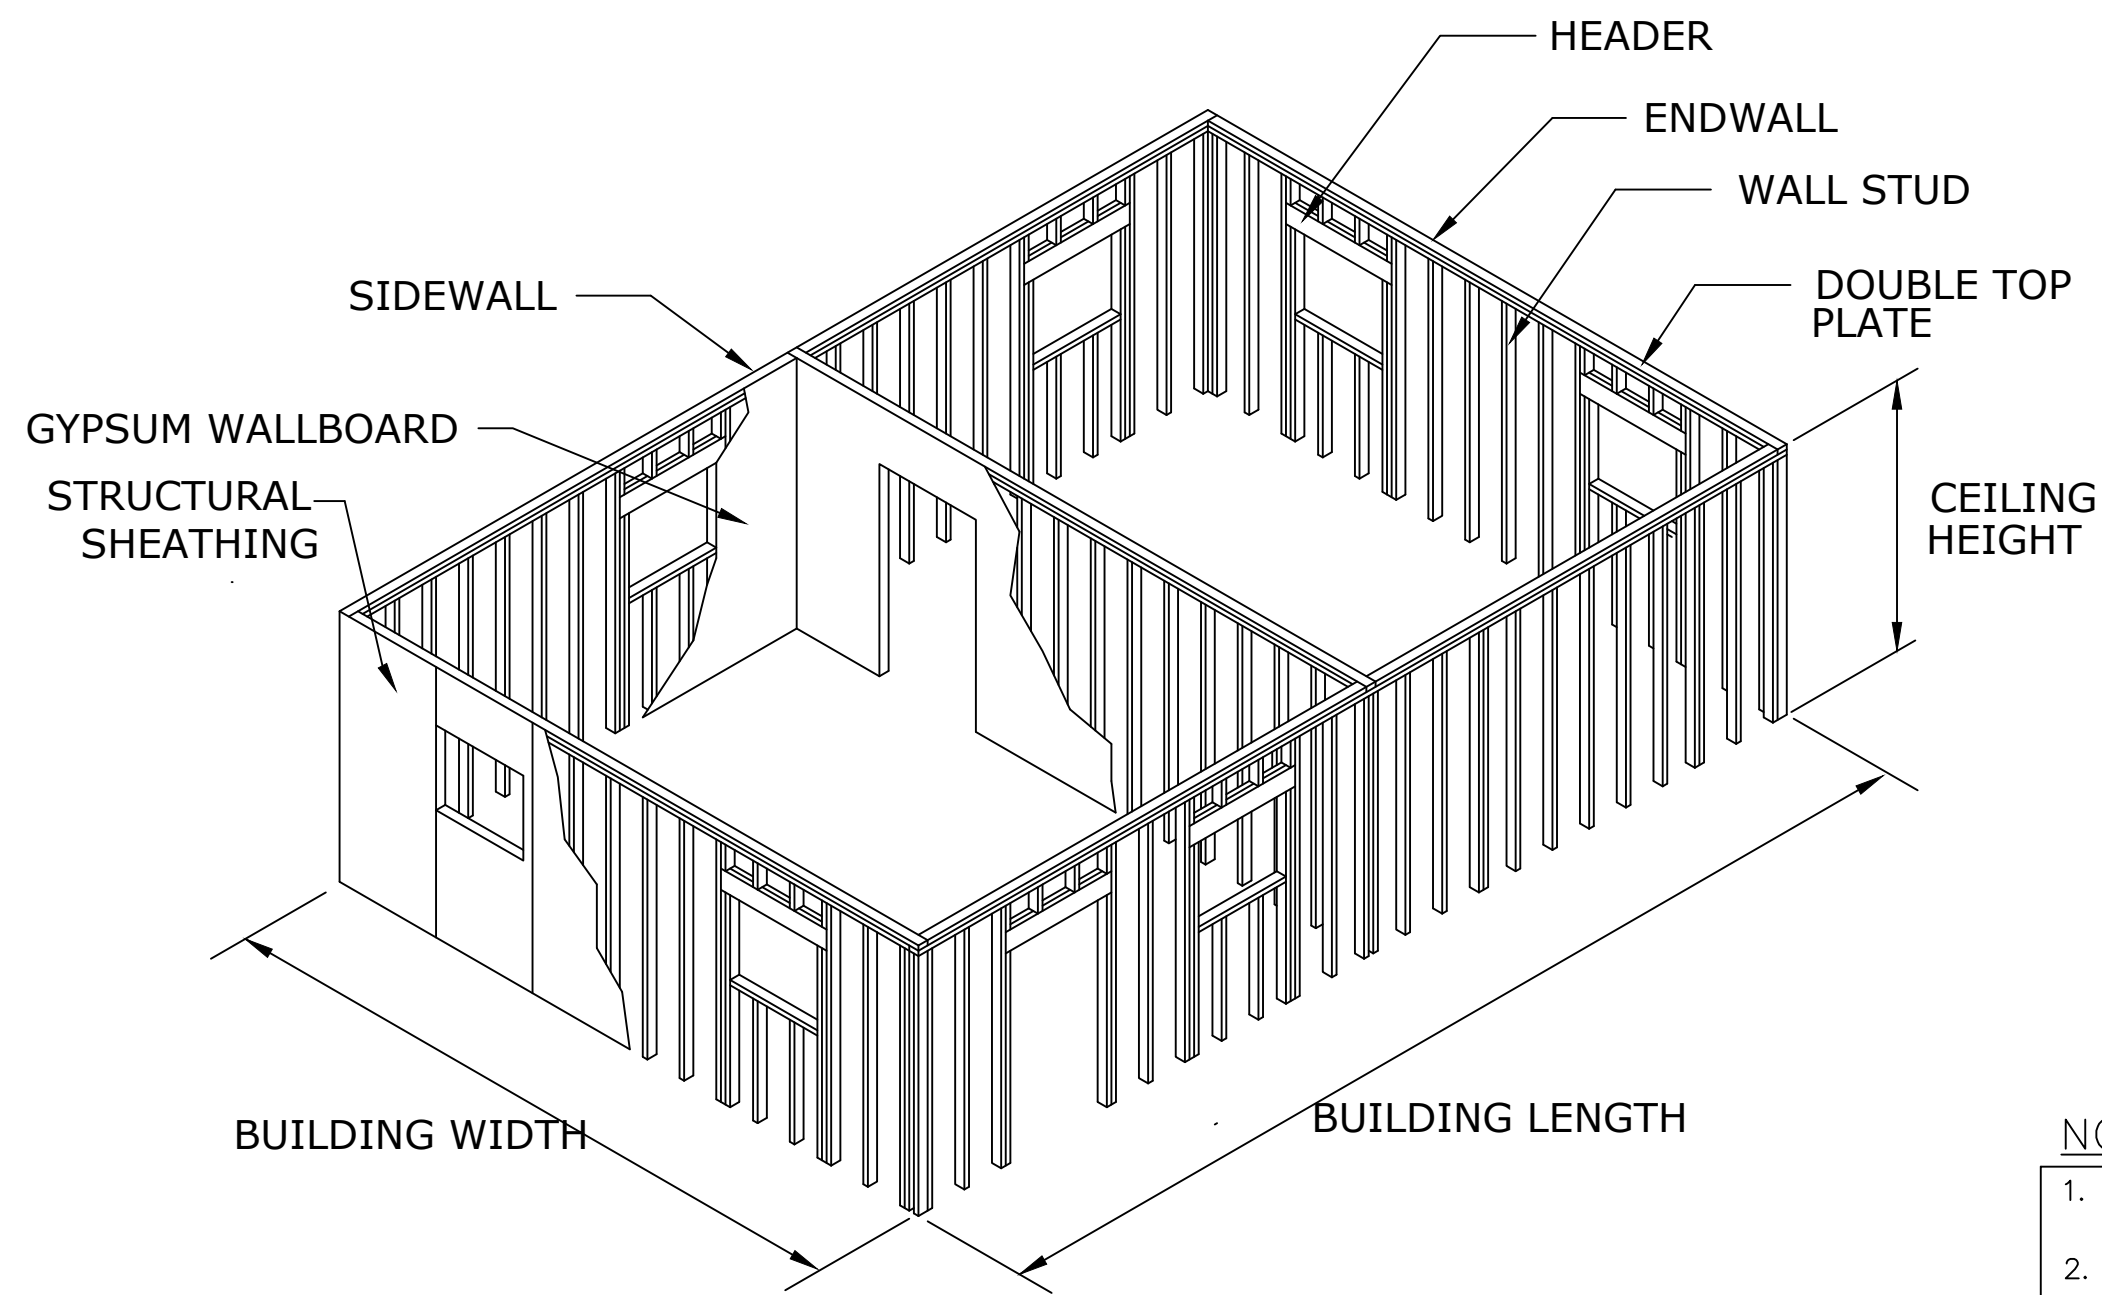 HEADER
ENDWALL
WALL STUD
SIDEWALL
DOUBLE TOP
PLATE
GYPSUM WALLBOARD
STRUCTURAL
SHEATHING
CEILING
HEIGHT
BUILDING WIDTH
BUILDING LENGTH
1.
2.